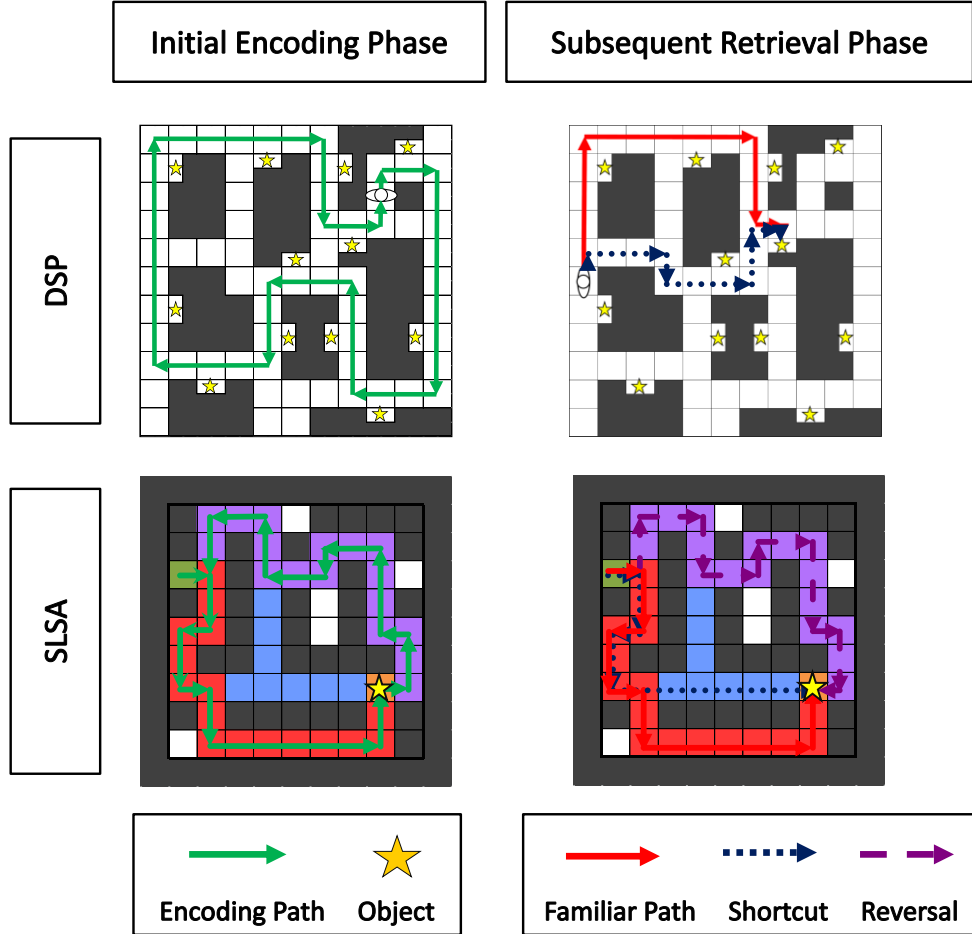 Initial Encoding Phase
Subsequent Retrieval Phase
DSP
SLSA
Encoding Path
Object
Familiar Path
Shortcut
Reversal